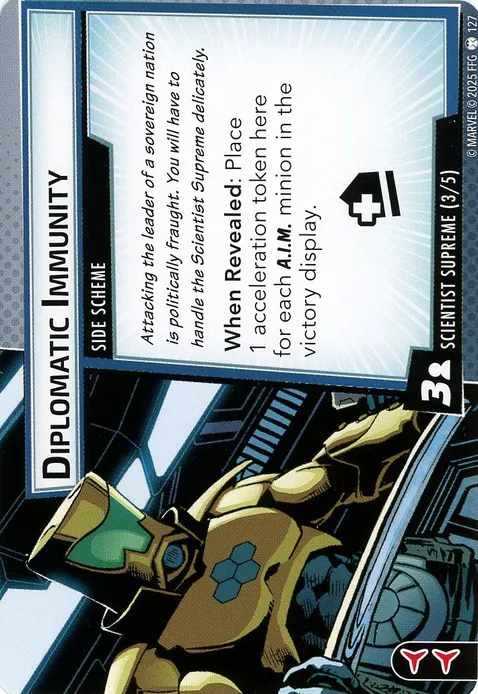 DIPLOMATIC IMMUNITY
SIDE SCHEME
Attacking the leader of a sovereign nation
is politically fraught. You will have to
handle the Scientist Supreme delicately.
When Revealed: Place
1 acceleration token here
for each A.I.M. minion in the
victory display.
3
SCIENTIST SUPREME (3/5)
© MARVEL © 2025 FFG 127